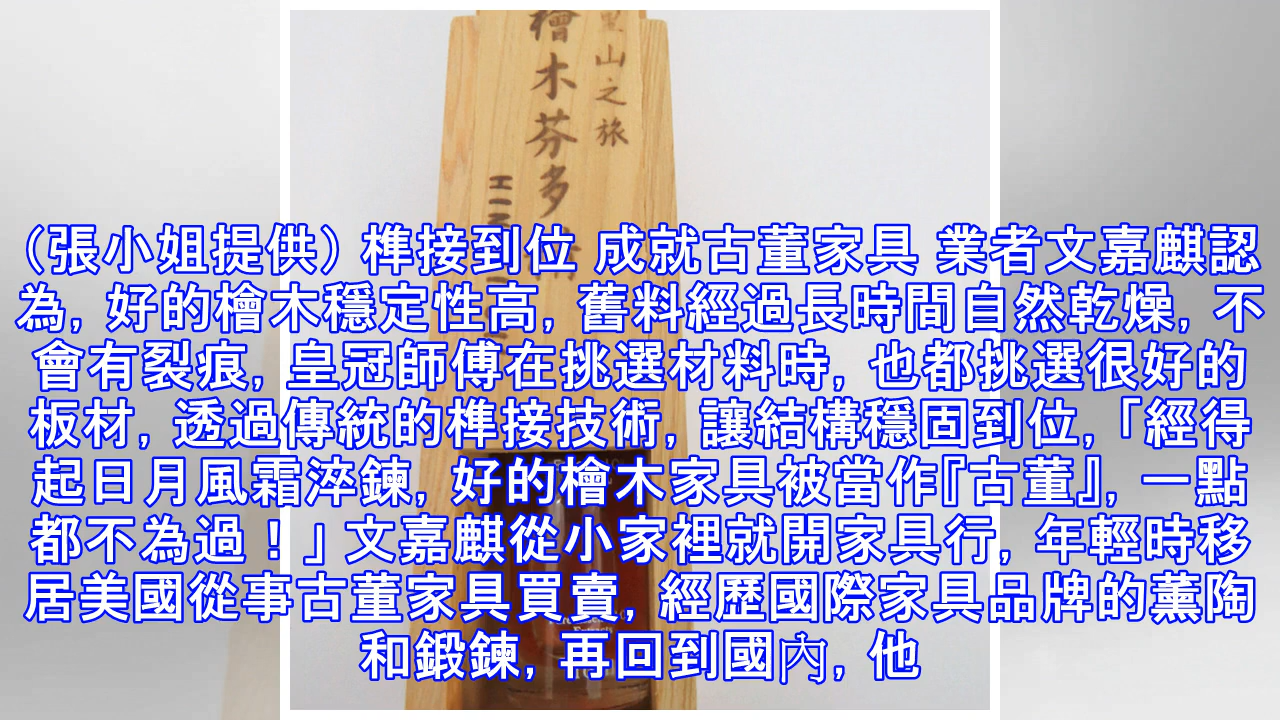 檜木芬多
里山之旅
HIN
(張小姐提供) 榫接到位 成就古董家具 業者文嘉麒認
為, 好的檜木穩定性高, 舊料經過長時間自然乾燥, 不
會有裂痕, 皇冠師傅在挑選材料時, 也都挑選很好的
板材, 透過傳統的榫接技術, 讓結構穩固到位,「經得
起日月風霜淬鍊, 好的檜木家具被當作『古董』, 一點
都不為過！」文嘉麒從小家裡就開家具行, 年輕時移
居美國從事古董家具買賣, 經歷國際家具品牌的薰陶
和鍛鍊, 再回到國內, 他